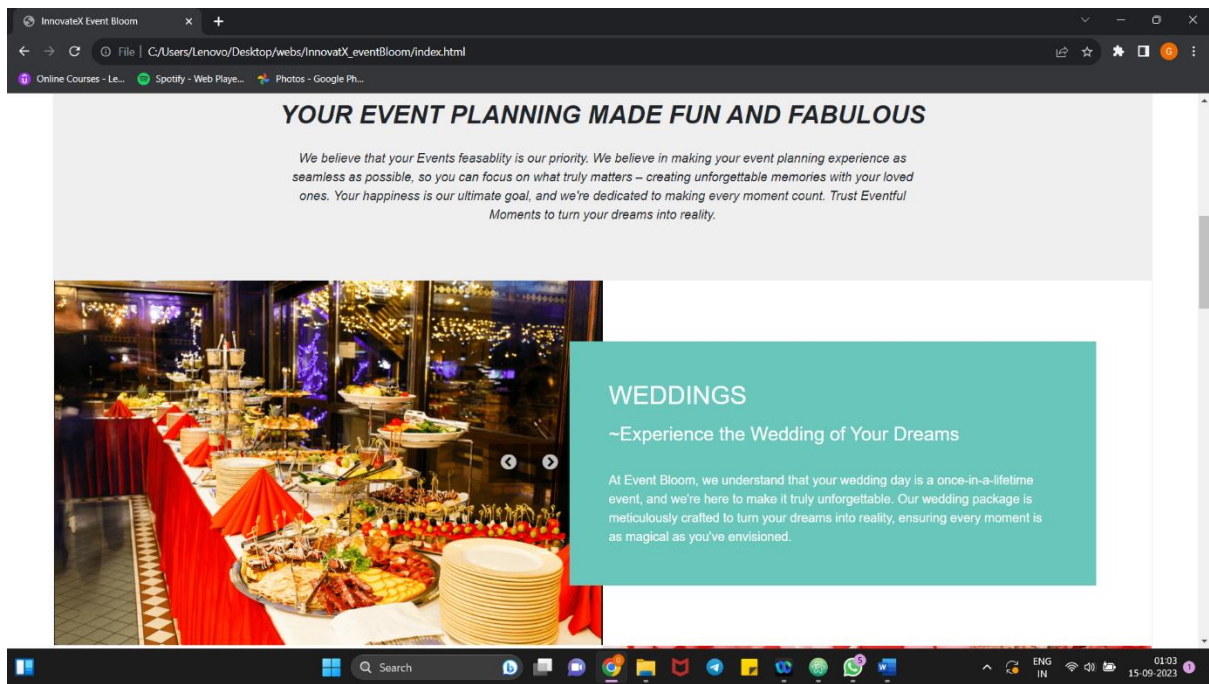 InnovateX Event Bloom
File | C:/Users/Lenovo/Desktop/webs/InnovatX_eventBloom/index.html
G
Online Courses - Le... Spotify - Web Playe... Photos - Google Ph...
YOUR EVENT PLANNING MADE FUN AND FABULOUS
We believe that your Events feasablity is our priority. We believe in making your event planning experience as
seamless as possible, so you can focus on what truly matters – creating unforgettable memories with your loved
ones. Your happiness is our ultimate goal, and we're dedicated to making every moment count. Trust Eventful
Moments to turn your dreams into reality.
WEDDINGS
~Experience the Wedding of Your Dreams
At Event Bloom, we understand that your wedding day is a once-in-a-lifetime
event, and we're here to make it truly unforgettable. Our wedding package is
meticulously crafted to turn your dreams into reality, ensuring every moment is
as magical as you've envisioned.
Search
5
ENG
IN
01:03
15-09-2023
1